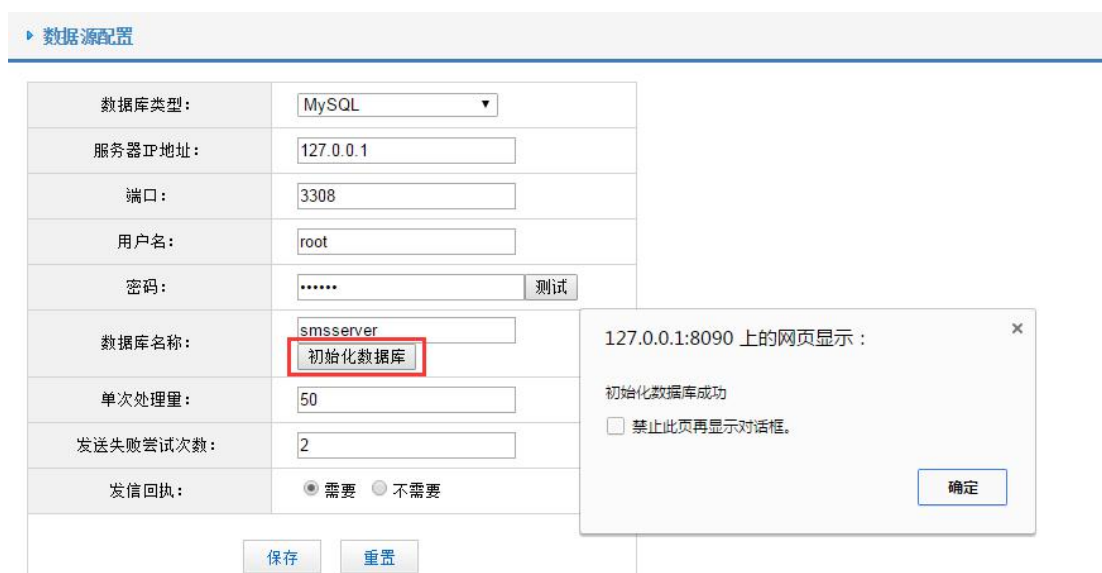 数据源配置
数据库类型： MySQL
服务器IP地址： 127.0.0.1
端口： 3308
用户名： root
密码： •••••• 测试
数据库名称： smsserver
初始化数据库
单次处理量： 50
发送失败尝试次数： 2
发信回执： 需要 不需要
保存 重置
127.0.0.1:8090 上的网页显示：
×
初始化数据库成功
禁止此页再显示对话框。
确定